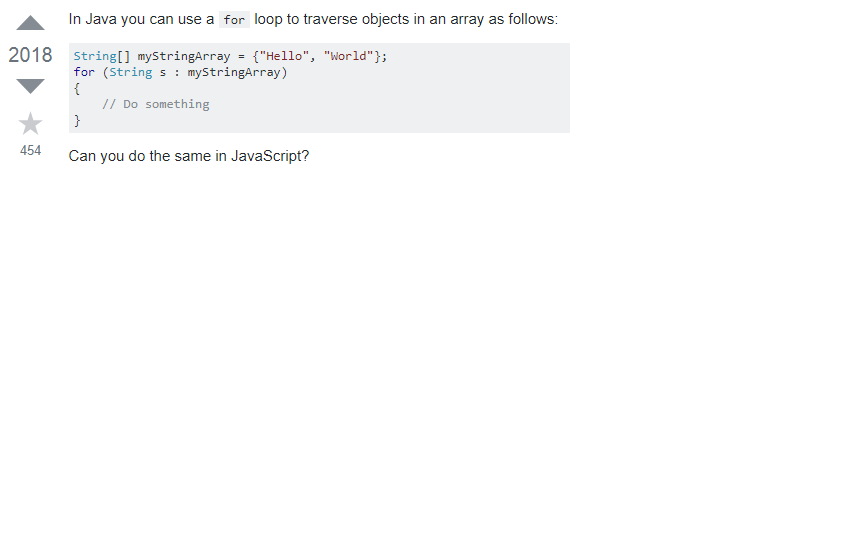 In Java you can use a for loop to traverse objects in an array as follows:
2018
String[] myStringArray = {"Hello", "World"};
for (String s : myStringArray)
{
    // Do something
}
454
Can you do the same in JavaScript?